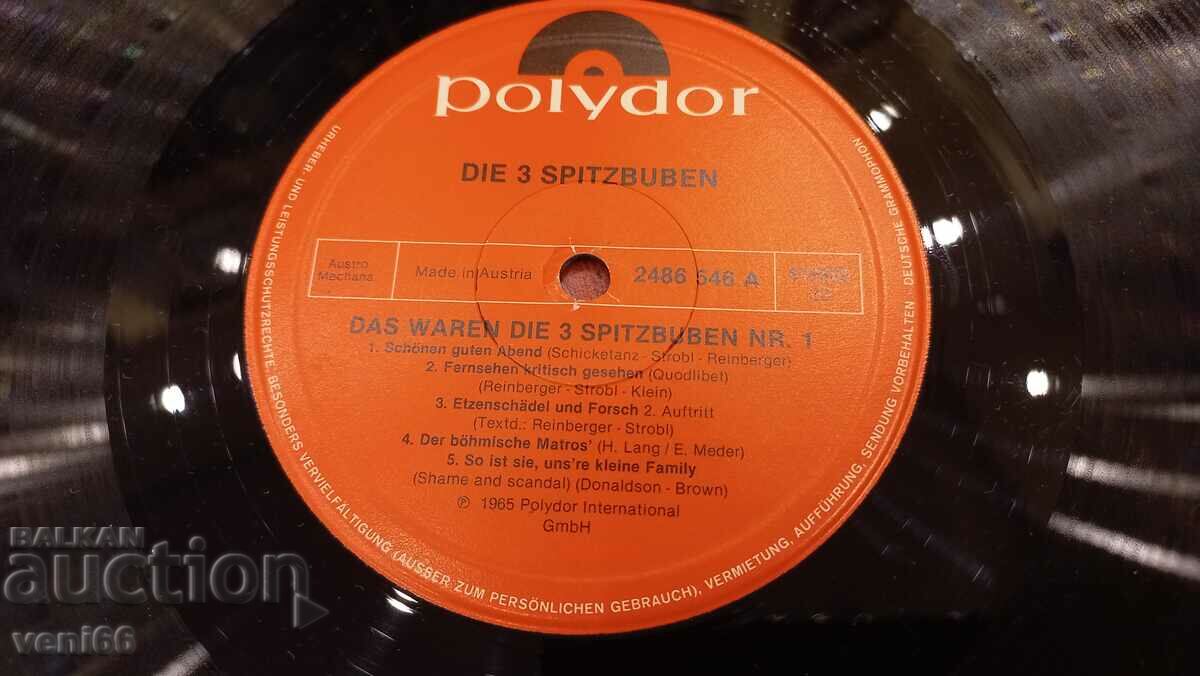 polydor
DIE 3 SPITZBUBEN
Austro
Mechana
Made in Austria
2486 546 A
DAS WAREN DIE 3 SPITZBUBEN NR. 1
1. Schönen guten Abend (Schicketanz - Strobl - Reinberger)
2. Fernsehen kritisch gesehen (Quodlibet)
(Reinberger - Strobl - Klein)
3. Etzenschädel und Forsch 2. Auftritt
(Textd.: Reinberger - Strobl)
4. Der böhmische Matros' (H. Lang / E. Meder)
5. So ist sie, uns're kleine Family
(Shame and scandal) (Donaldson - Brown)
℗ 1965 Polydor International
GmbH
URHEBER- UND LEISTUNGSSCHUTZRECHTE, BESONDERS VERVIELFÄLTIGUNG (AUSßER ZUM PERSÖNLICHEN GEBRAUCH), VERMIETUNG, AUFFÜHRUNG, SENDUNG VORBEHALTEN DEUTSCHE GRAMMOPHON
BALKAN
auction
veni66